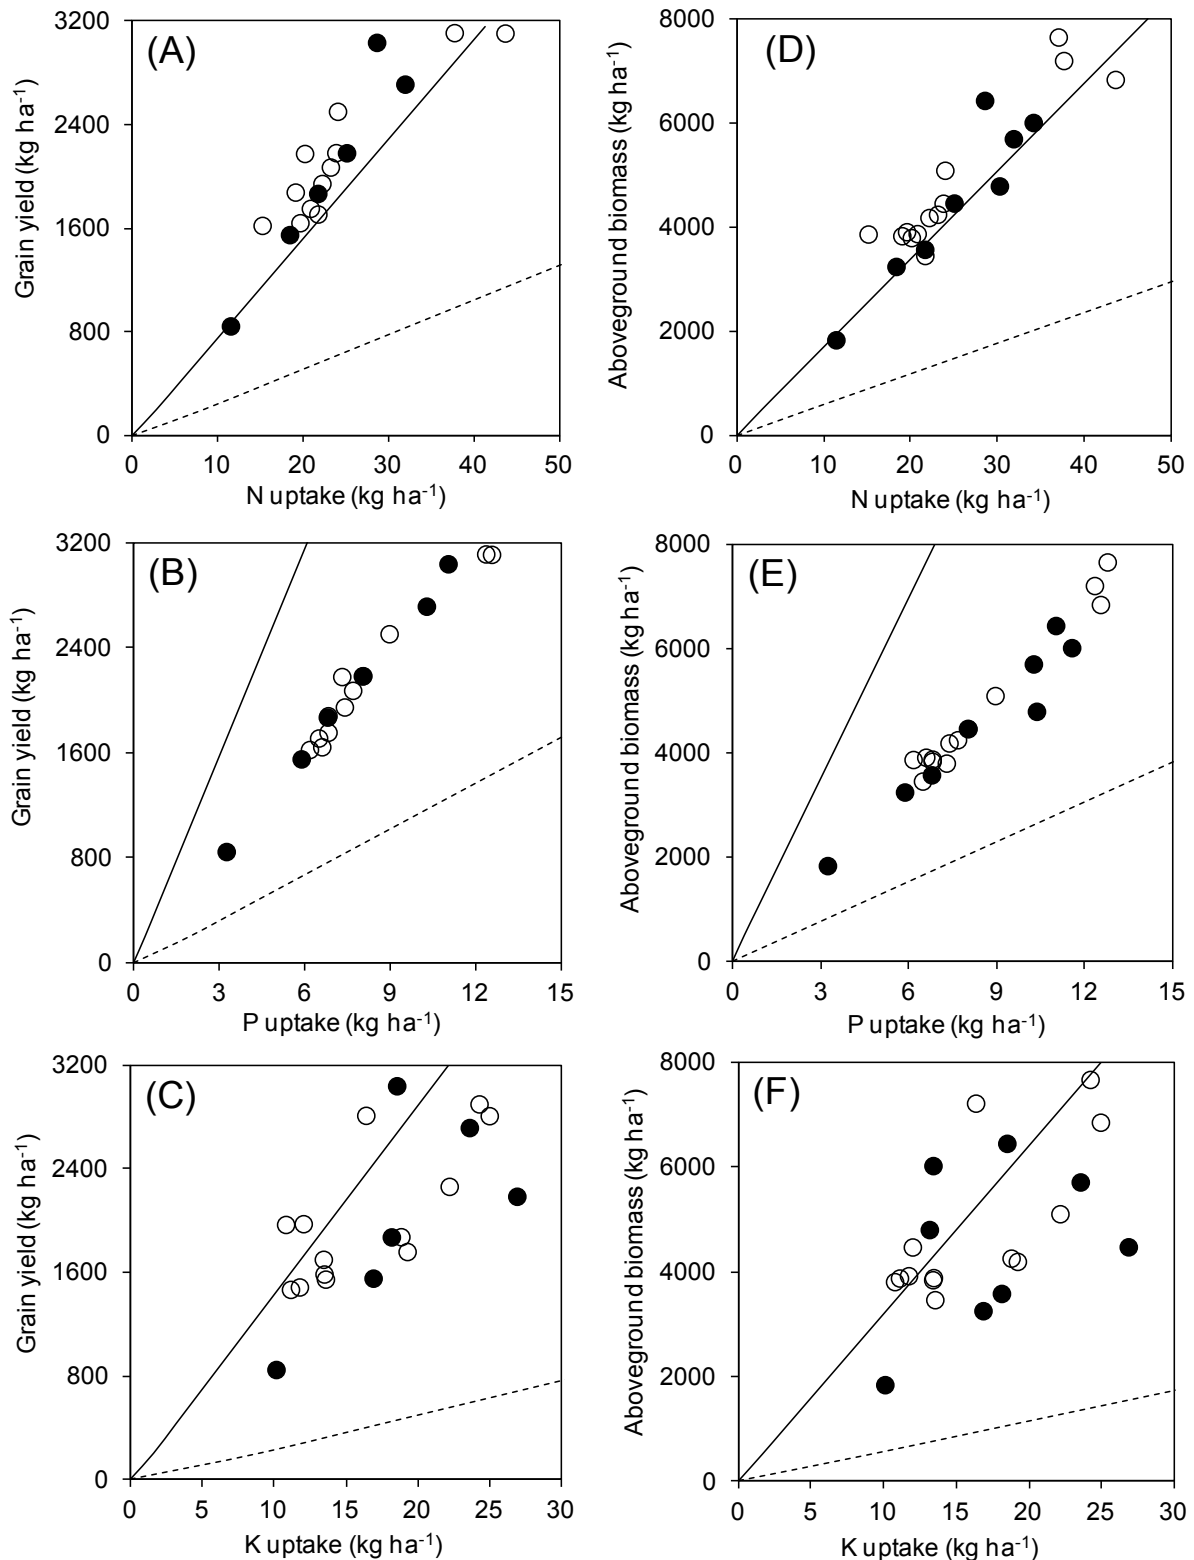 (A)
Grain yield (kg ha-1)
3200
2400
1600
800
0
0 10 20 30 40 50
N uptake (kg ha-1)
(D)
Aboveground biomass (kg ha-1)
8000
6000
4000
2000
0
0 10 20 30 40 50
N uptake (kg ha-1)
(B)
Grain yield (kg ha-1)
3200
2400
1600
800
0
0 3 6 9 12 15
P uptake (kg ha-1)
(E)
Aboveground biomass (kg ha-1)
8000
6000
4000
2000
0
0 3 6 9 12 15
P uptake (kg ha-1)
(C)
Grain yield (kg ha-1)
3200
2400
1600
800
0
0 5 10 15 20 25 30
K uptake (kg ha-1)
(F)
Aboveground biomass (kg ha-1)
8000
6000
4000
2000
0
0 5 10 15 20 25 30
K uptake (kg ha-1)